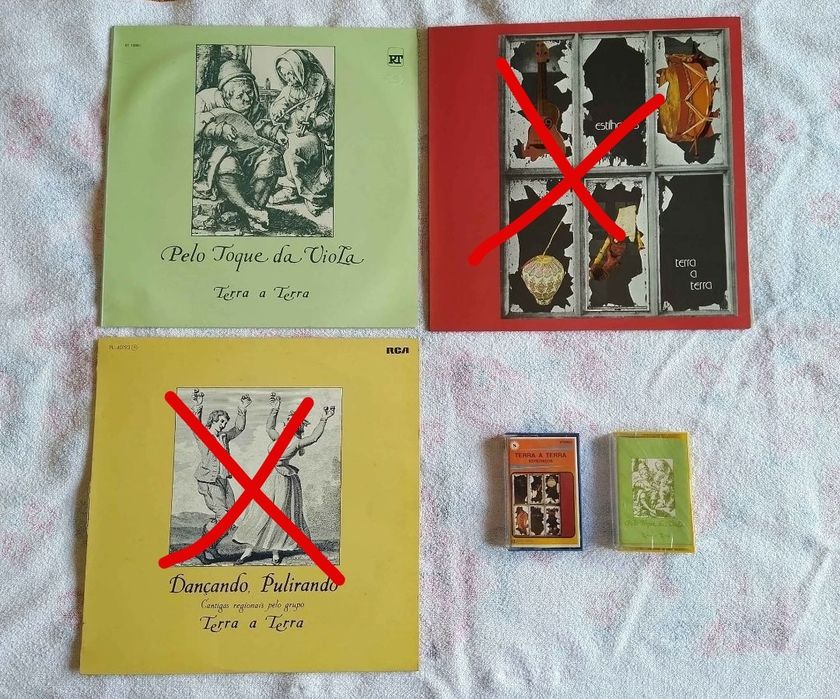 RT
Pelo Toque da Viola
Terra a Terra
estilhaços
terra
a
terra
RCA
Dançando, Pulirando
Cantigas regionais pelo grupo
Terra a Terra
TERRA A TERRA
ESTILHAÇOS
Pelo Toque da Viola